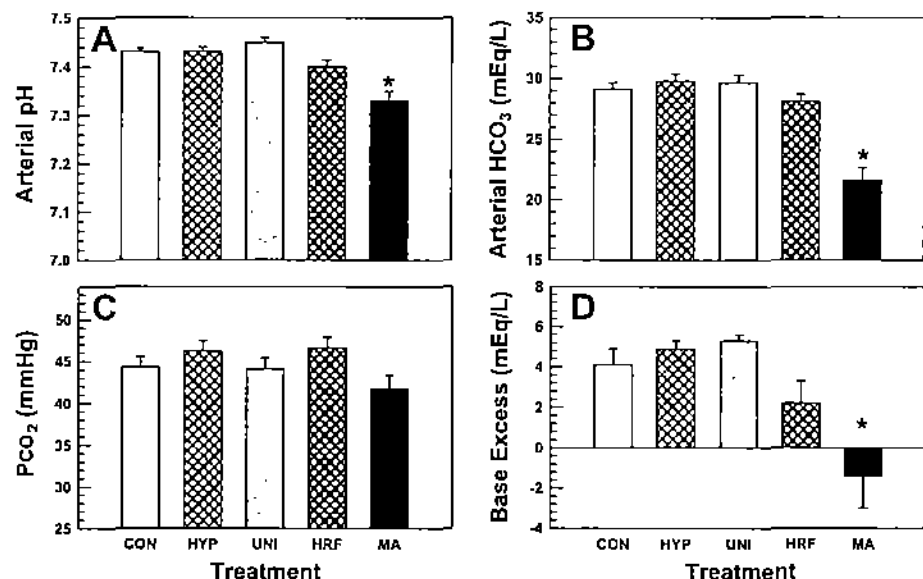 A
Arterial pH
7.5
7.4
7.3
7.2
7.1
7.0
*
B
Arterial HCO3 (mEq/L)
35
30
25
20
15
*
C
PCO2 (mmHg)
50
45
40
35
30
25
CON HYP UNI HRF MA
Treatment
D
Base Excess (mEq/L)
8
6
4
2
0
-2
-4
*
CON HYP UNI HRF MA
Treatment